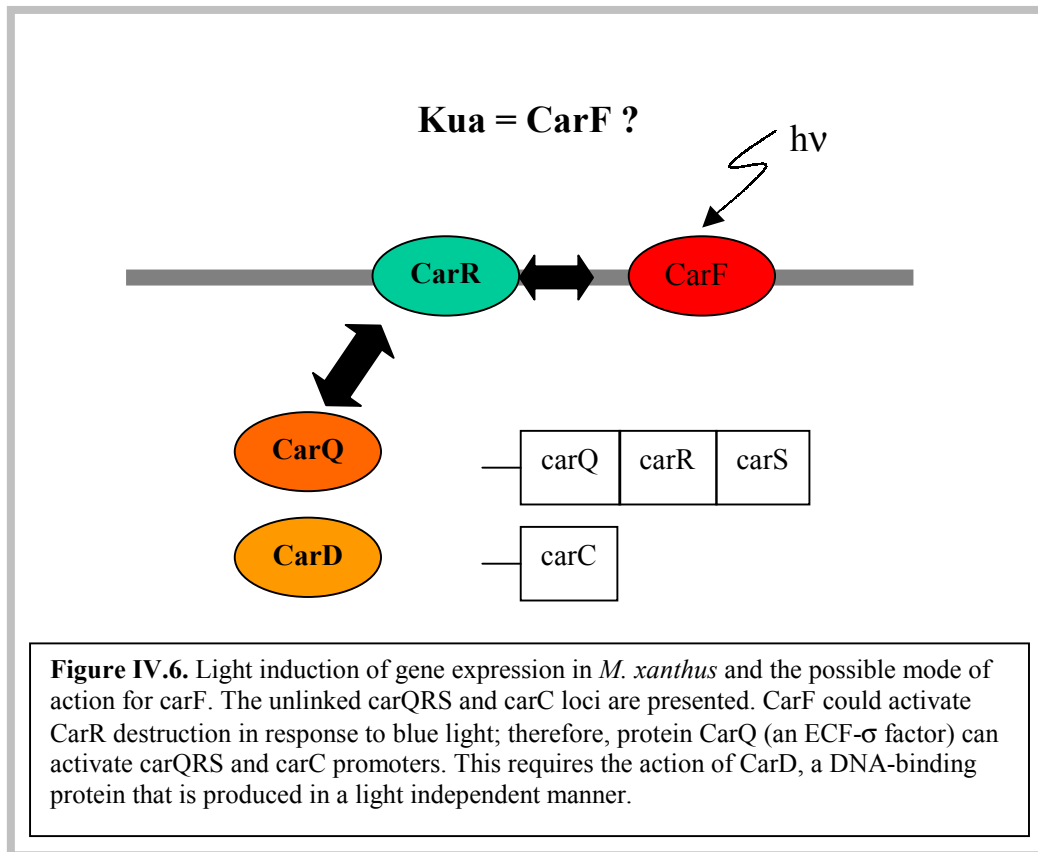 Kua = CarF ?
hν
CarR
CarF
CarQ
carQ carR carS
CarD
carC
Figure IV.6. Light induction of gene expression in M. xanthus and the possible mode of
action for carF. The unlinked carQRS and carC loci are presented. CarF could activate
CarR destruction in response to blue light; therefore, protein CarQ (an ECF-σ factor) can
activate carQRS and carC promoters. This requires the action of CarD, a DNA-binding
protein that is produced in a light independent manner.